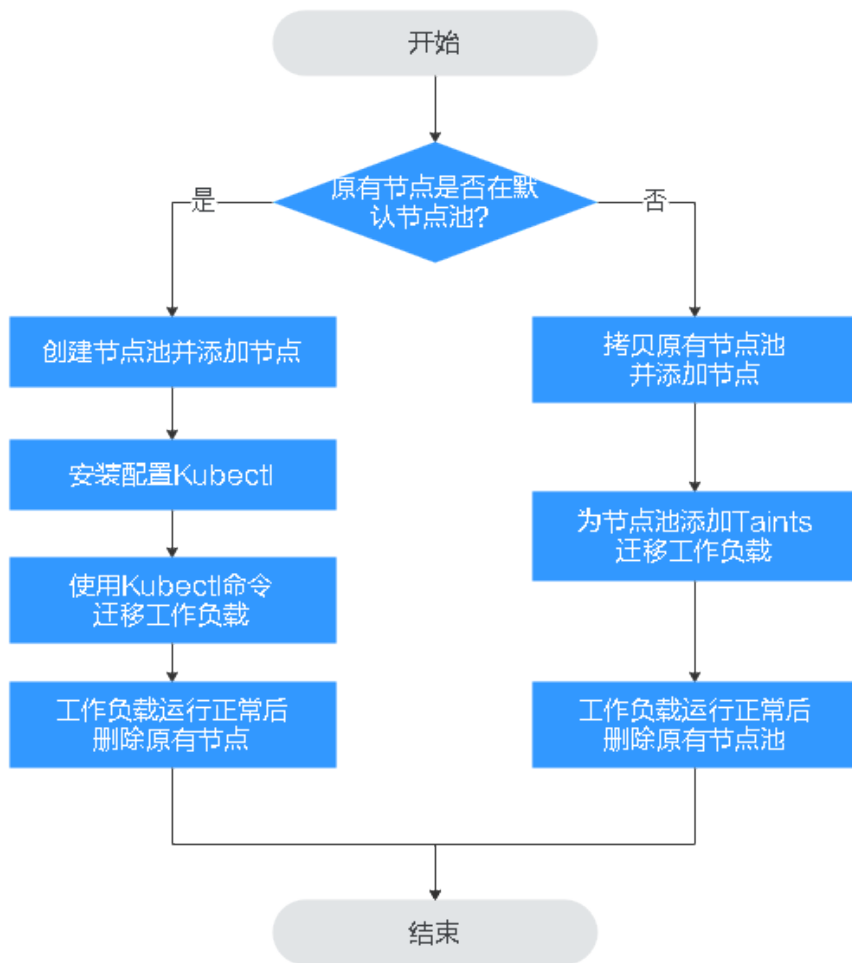 开始
原有节点是否在默
认节点池?
是
否
创建节点池并添加节点
安装配置Kubectl
使用Kubectl命令
迁移工作负载
工作负载运行正常后
删除原有节点
拷贝原有节点池
并添加节点
为节点池添加Taints
迁移工作负载
工作负载运行正常后
删除原有节点池
结束